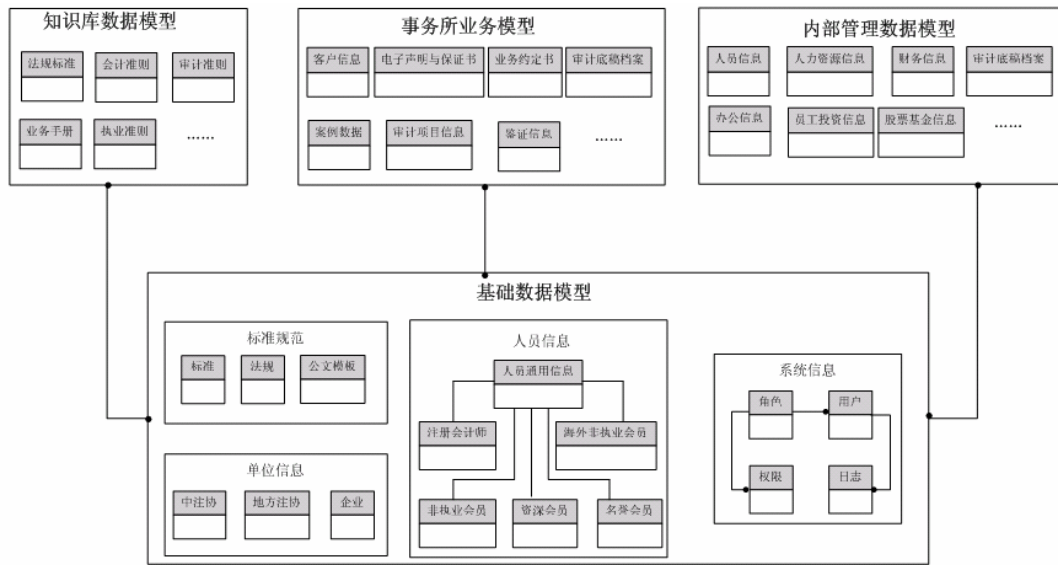 知识库数据模型
法规标准
会计准则
审计准则
业务手册
执业准则
……
事务所业务模型
客户信息
电子声明与保证书
业务约定书
审计底稿档案
案例数据
审计项目信息
鉴证信息
……
内部管理数据模型
人员信息
人力资源信息
财务信息
审计底稿档案
办公信息
员工投资信息
股票基金信息
……
基础数据模型
标准规范
标准
法规
公文模板
单位信息
中注协
地方注协
企业
人员信息
人员通用信息
注册会计师
海外非执业会员
非执业会员
资深会员
名誉会员
系统信息
角色
用户
权限
日志